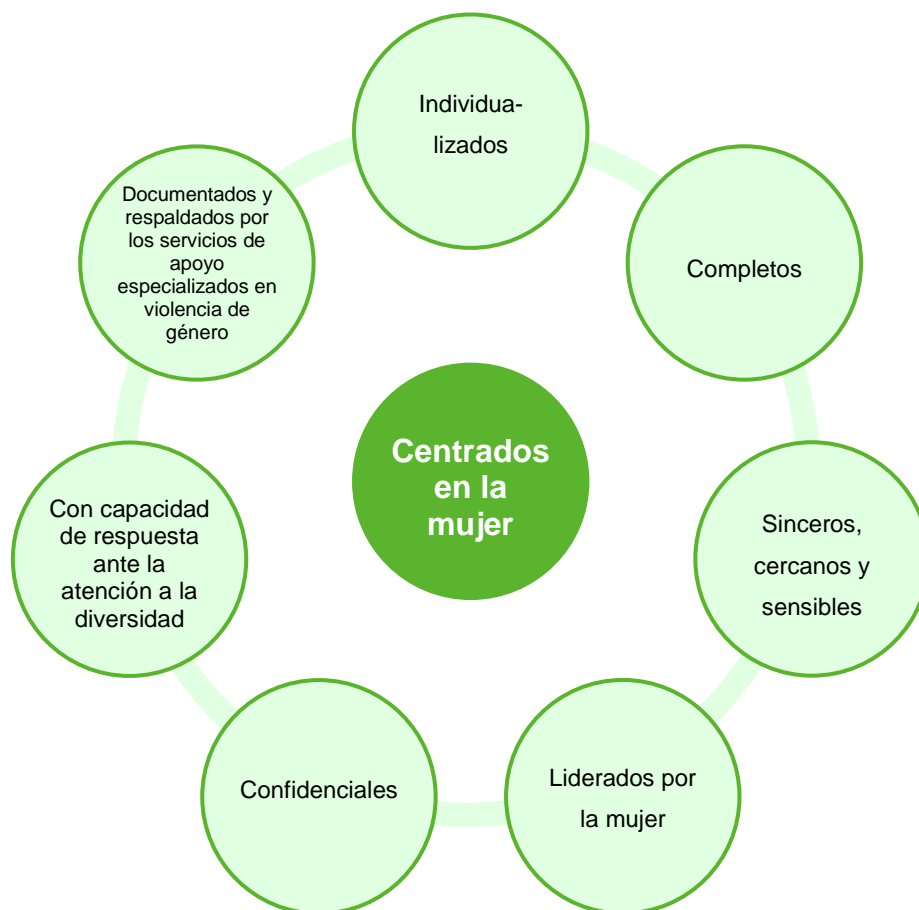 Individua-
lizados
Completos
Sinceros,
cercanos y
sensibles
Liderados por
la mujer
Confidenciales
Con capacidad
de respuesta
ante la
atención a la
diversidad
Documentados y
respaldados por
los servicios de
apoyo
especializados en
violencia de
género
Centrados
en la
mujer